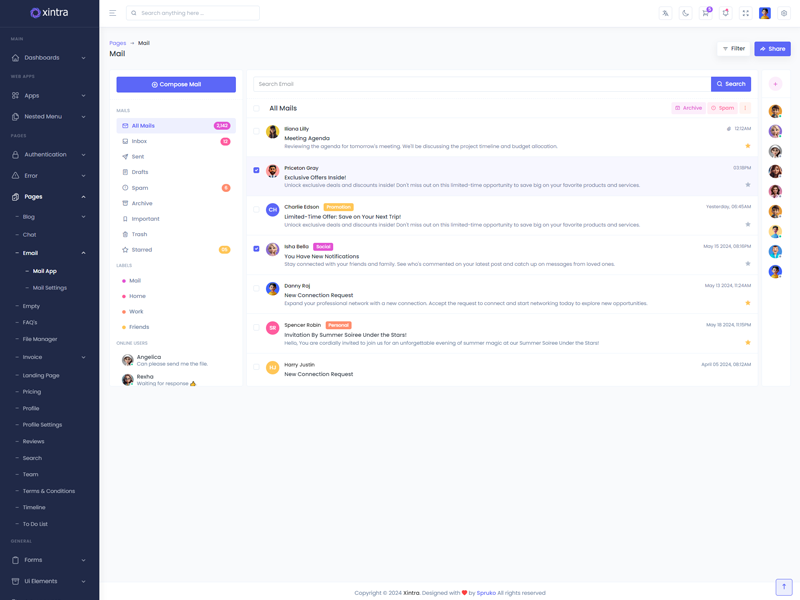 xintra
Search anything here ...
5
MAIN
Dashboards
WEB APPS
Apps
Nested Menu
PAGES
Authentication
Error
Pages
Blog
Chat
Email
Mail App
Mail Settings
Empty
FAQ's
File Manager
Invoice
Landing Page
Pricing
Profile
Profile Settings
Reviews
Search
Team
Terms & Conditions
Timeline
To Do List
GENERAL
Forms
UI Elements
Pages → Mail
Mail
Filter
Share
Compose Mail
MAILS
All Mails 2,142
Inbox 12
Sent
Drafts
Spam 6
Archive
Important
Trash
Starred
LABELS
Mail
Home
Work
Friends
ONLINE USERS
Angelica
Can please send me the file.
Rexha
Waiting for response
Search Email
Search
All Mails
Archive
Spam
Iliana Lilly
12:12AM
Meeting Agenda
Reviewing the agenda for tomorrow's meeting. We'll be discussing the project timeline and budget allocation.
Priceton Gray
03:18PM
Exclusive Offers Inside!
Unlock exclusive deals and discounts inside! Don't miss out on this limited-time opportunity to save big on your favorite products and services.
CH
Charlie Edson Promotion
Yesterday, 06:45AM
Limited-Time Offer: Save on Your Next Trip!
Unlock exclusive deals and discounts inside! Don't miss out on this limited-time opportunity to save big on your favorite products and services.
Isha Bella Social
May 15 2024, 08:16PM
You Have New Notifications
Stay connected with your friends and family. See who's commented on your latest post and catch up on messages from loved ones.
Danny Raj
May 13 2024, 11:24AM
New Connection Request
Expand your professional network with a new connection. Accept the request to connect and start networking today to explore new opportunities.
SR
Spencer Robin Personal
May 18 2024, 11:15PM
Invitation By Summer Soiree Under the Stars!
Hello, You are cordially invited to join us for an unforgettable evening of summer magic at our Summer Soiree Under the Stars!
HJ
Harry Justin
April 05 2024, 06:12AM
New Connection Request
Copyright © 2024 Xintra. Designed with ❤ by Spruko All rights reserved